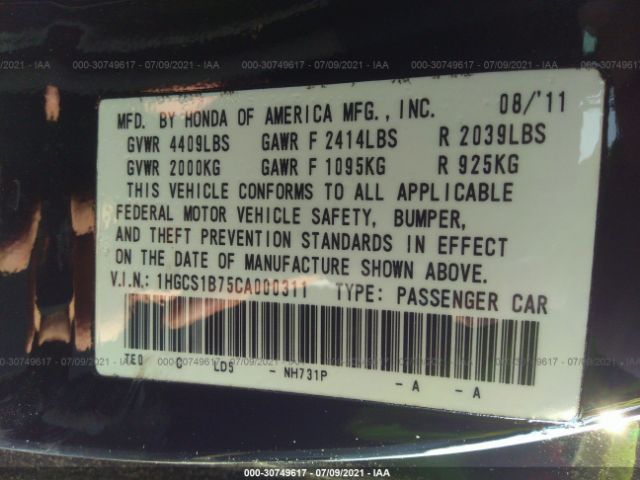 000-30749617 - 07/09/2021 - IAA
MFD. BY HONDA OF AMERICA MFG., INC. 08/'11
GVWR 4409LBS GAWR F 2414LBS R 2039LBS
GVWR 2000KG GAWR F 1095KG R 925KG
THIS VEHICLE CONFORMS TO ALL APPLICABLE
FEDERAL MOTOR VEHICLE SAFETY, BUMPER,
AND THEFT PREVENTION STANDARDS IN EFFECT
ON THE DATE OF MANUFACTURE SHOWN ABOVE.
V.I.N.: 1HGCS1B75CA000311 TYPE: PASSENGER CAR
TE0 C LDS - NH731P - A - A
000-30749617 - 07/09/2021 - IAA